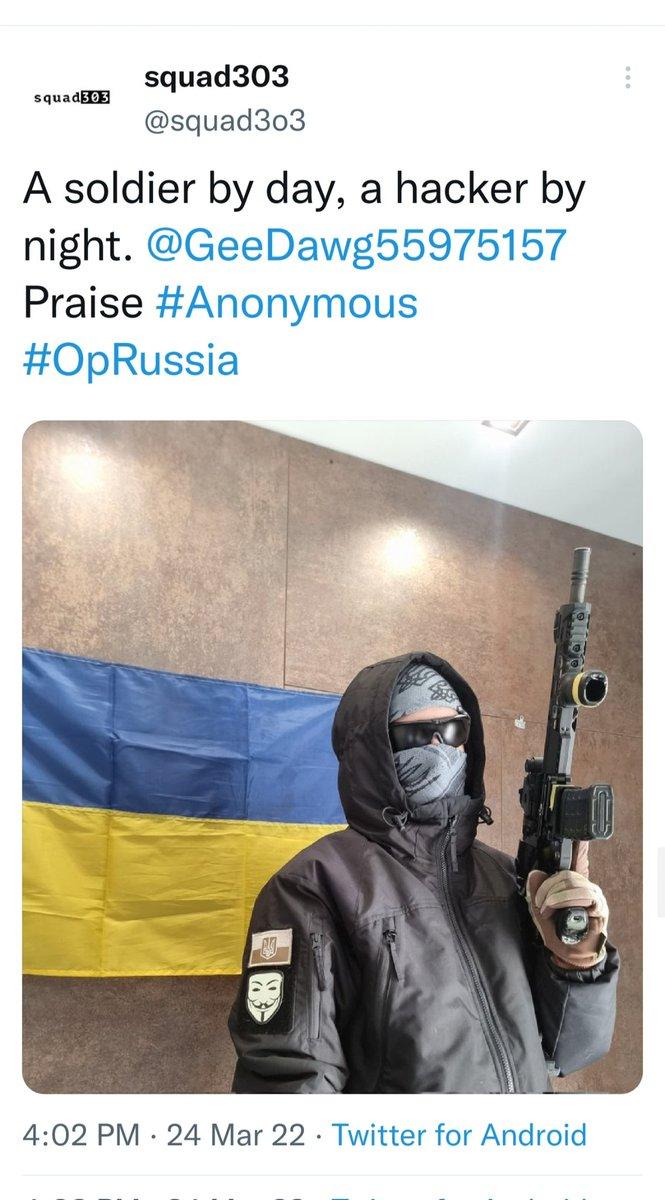 squad303
squad303
@squad3o3
A soldier by day, a hacker by
night. @GeeDawg55975157
Praise #Anonymous
#OpRussia
4:02 PM · 24 Mar 22 · Twitter for Android